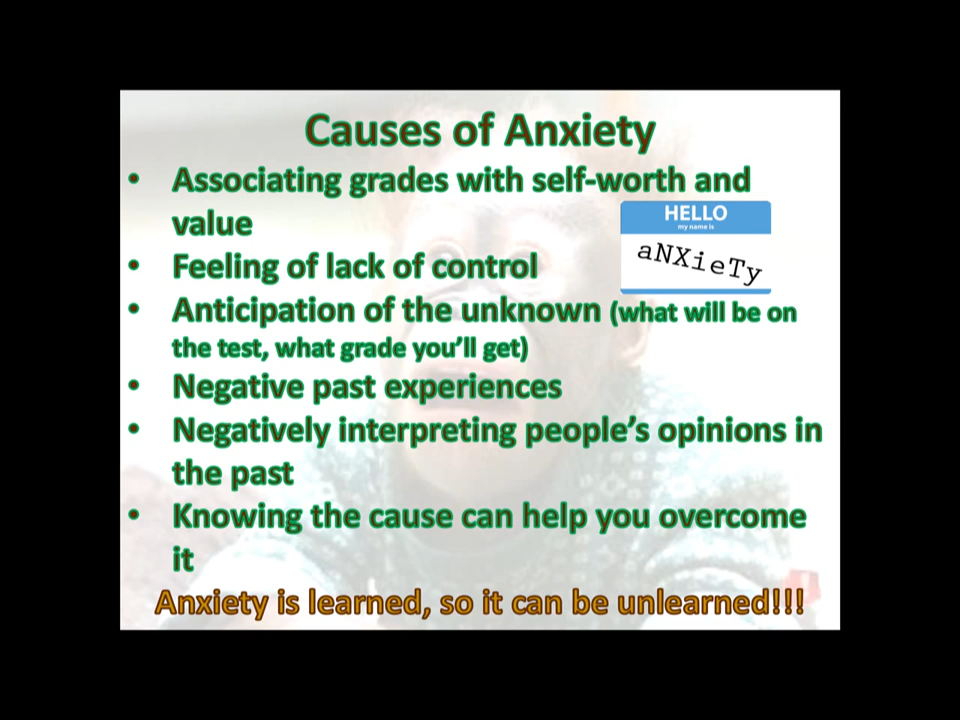 Causes of Anxiety
• Associating grades with self-worth and
value
HELLO
my name is
aNXieTy
• Feeling of lack of control
• Anticipation of the unknown (what will be on
the test, what grade you’ll get)
• Negative past experiences
• Negatively interpreting people’s opinions in
the past
• Knowing the cause can help you overcome
it
Anxiety is learned, so it can be unlearned!!!